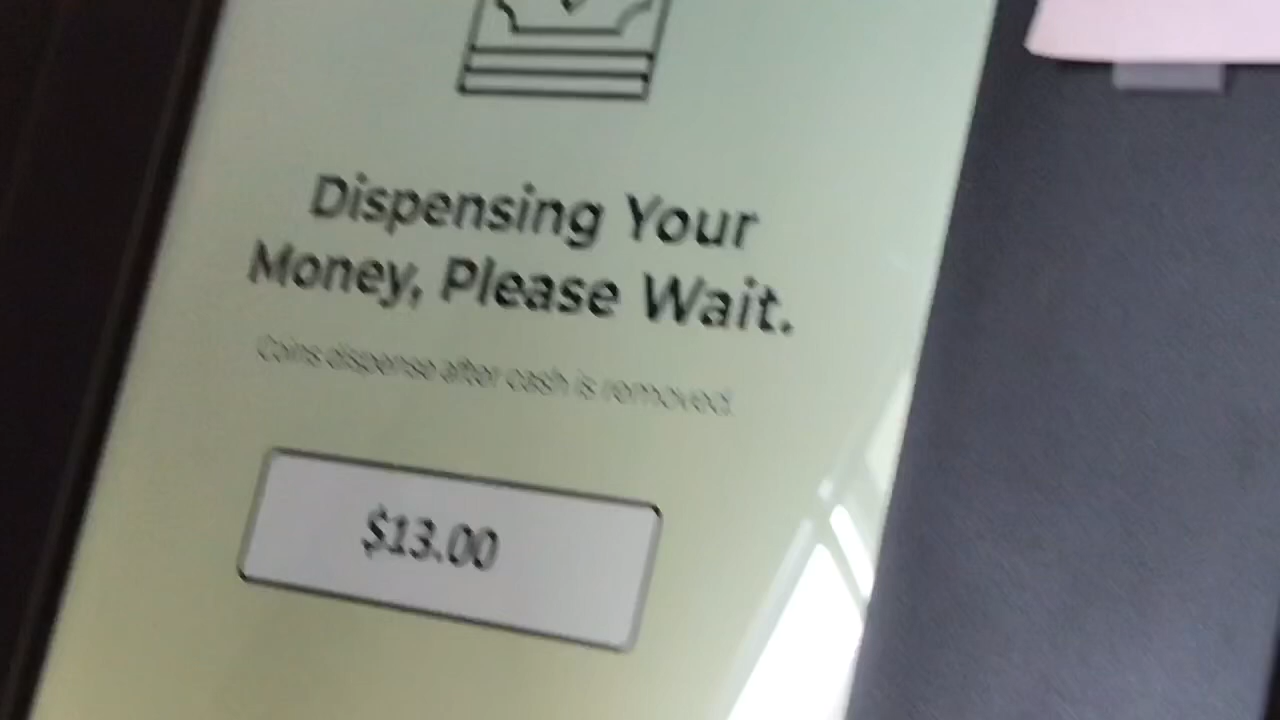 Dispensing Your
Money, Please Wait.
Coins dispense after cash is removed.
$13.00